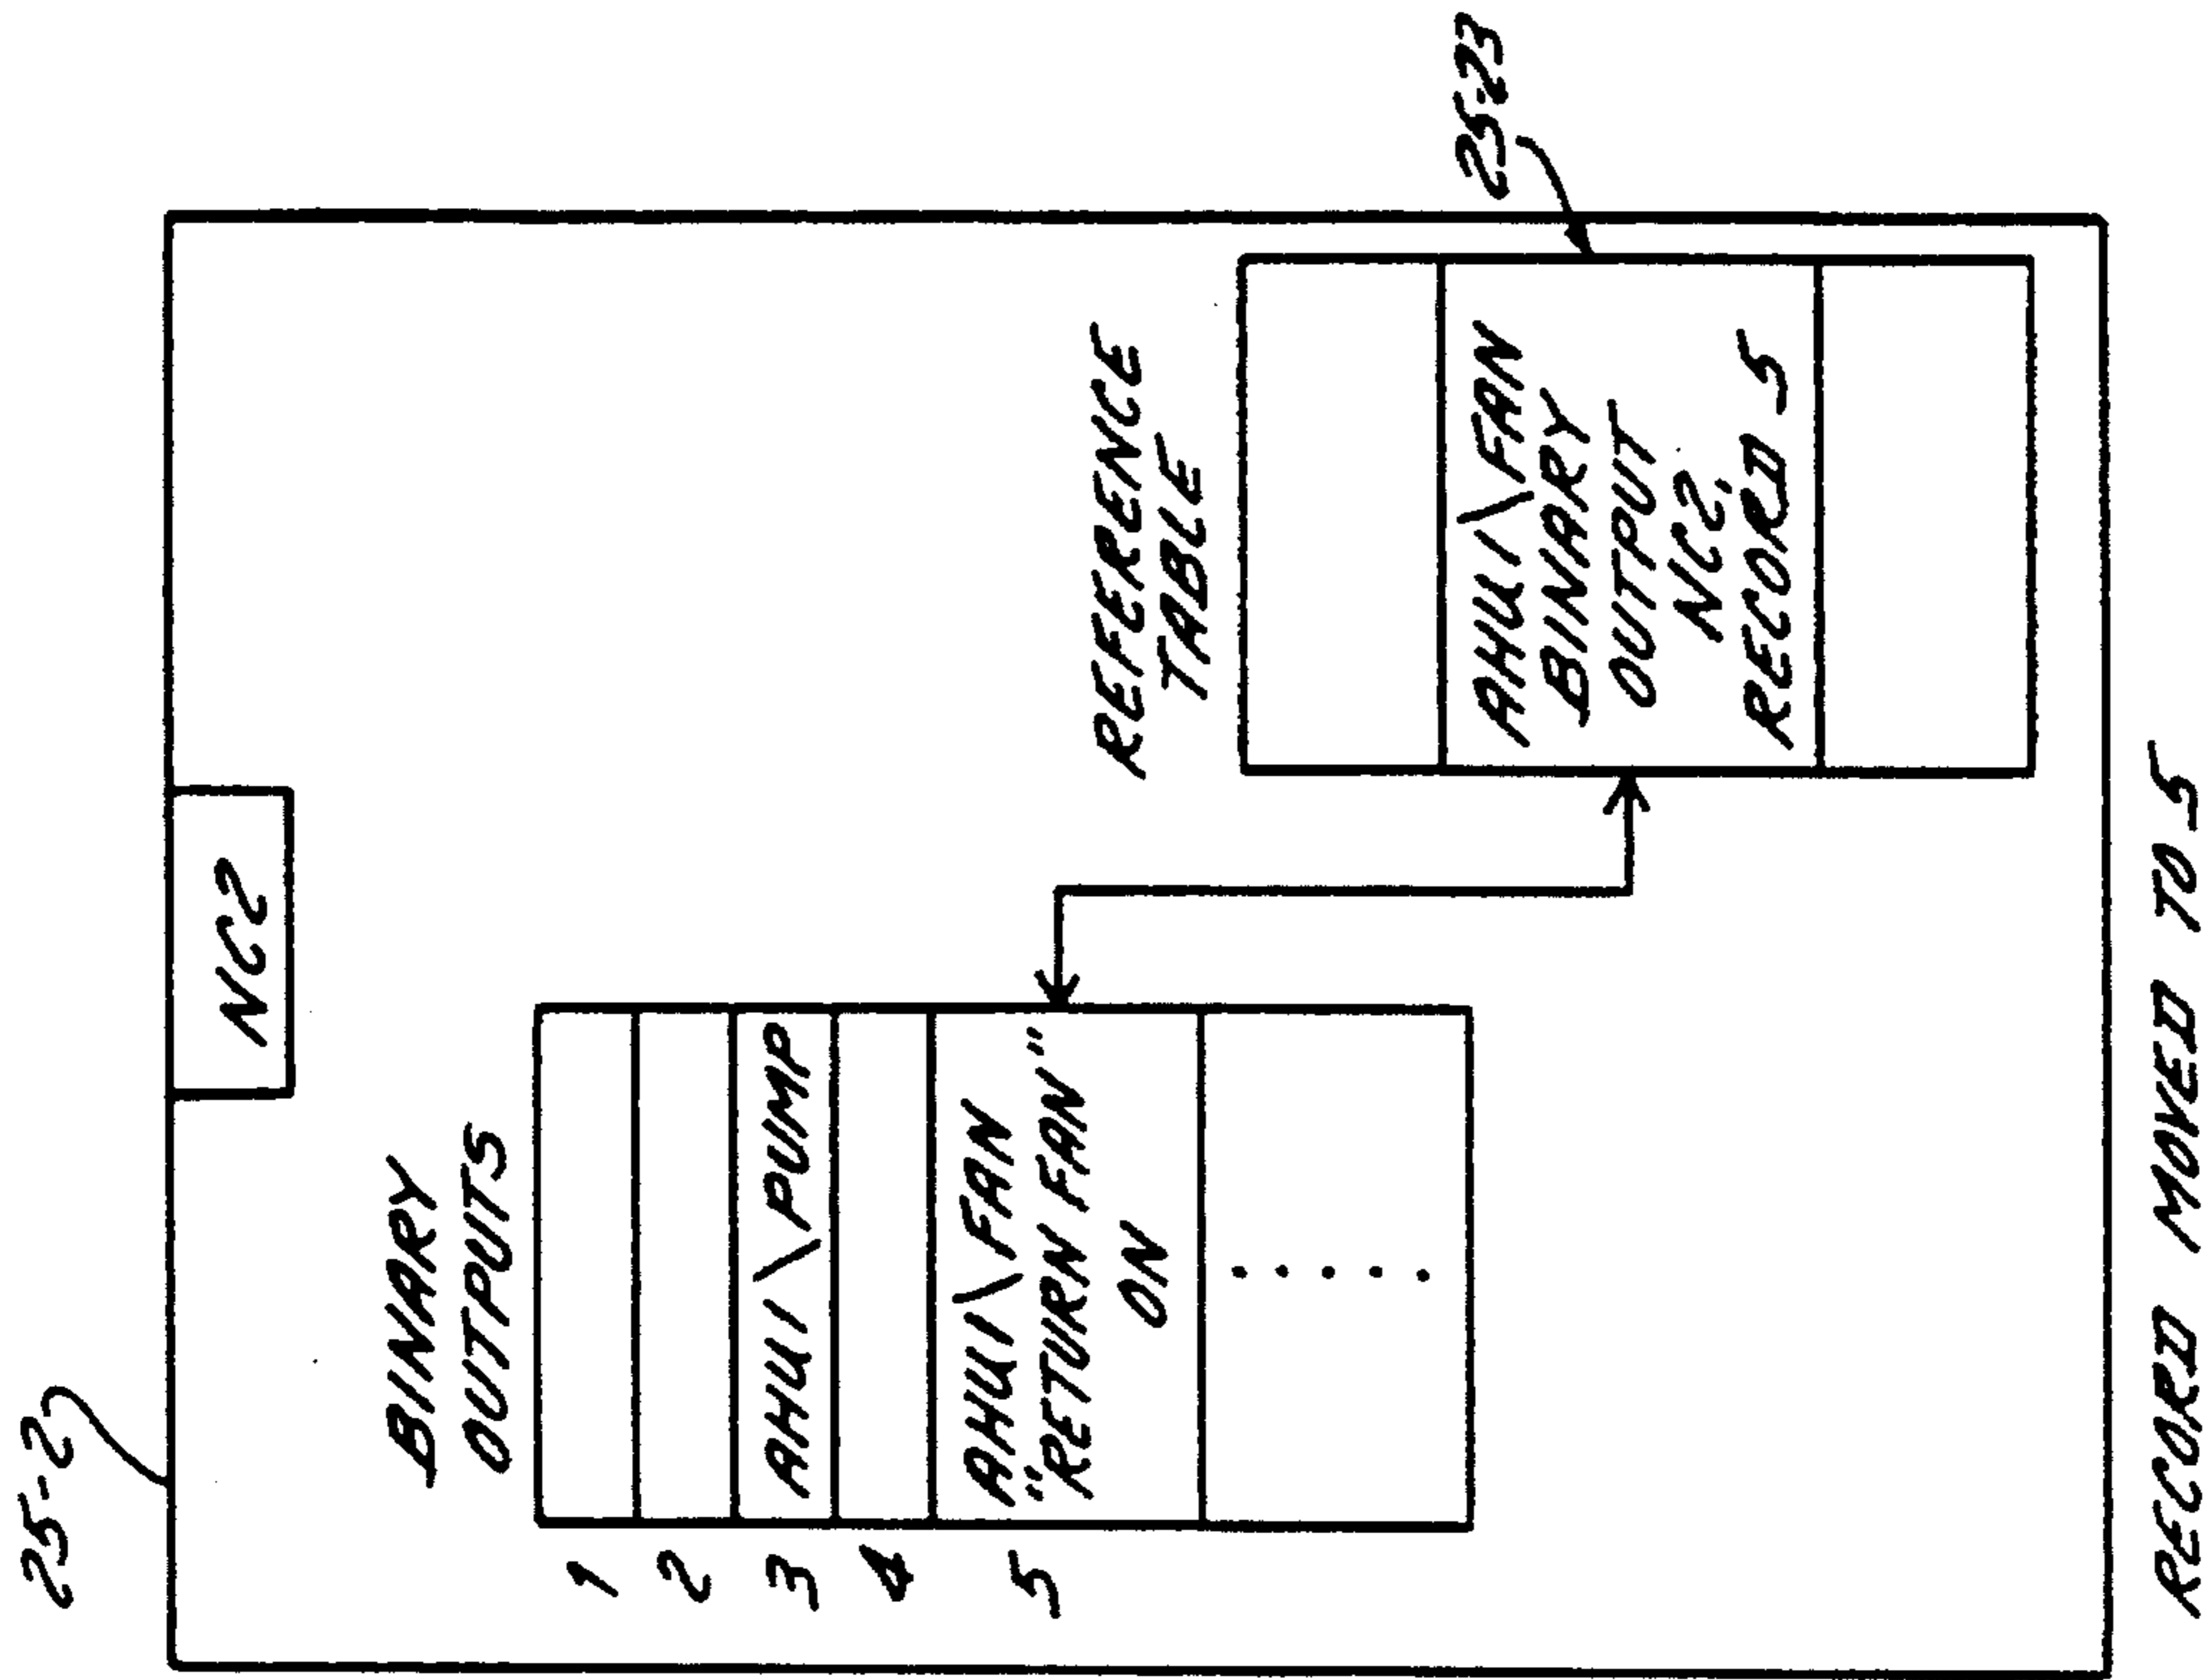 25-2
NC2
BINARY
OUTPUTS
1
2
3 AHU1\PUMP
4
5 AHU1\FAN
"RETURN FAN"
ON
REFERENCE
TABLE
AHU1\FAN
BINARY
OUTPUT
NC2,
RECORD 5
25-23
RECORD MOVED TO 5